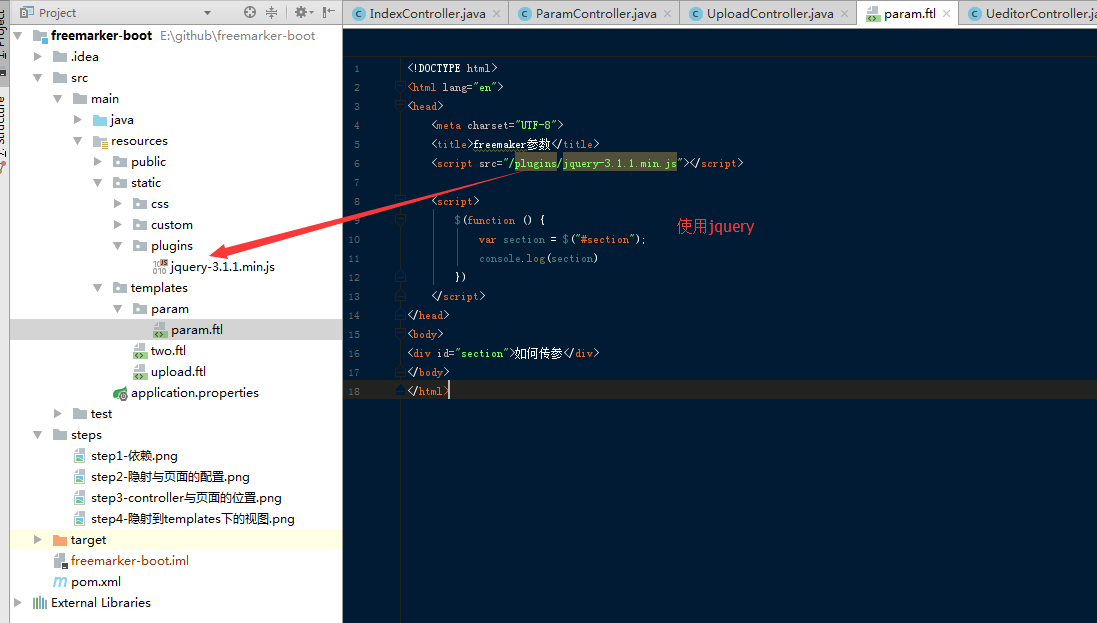 Project
IndexController.java
ParamController.java
UploadController.java
param.ftl
UeditorController.ja
freemarker-boot E:\github\freemarker-boot
.idea
src
main
java
resources
public
static
css
custom
plugins
jquery-3.1.1.min.js
templates
param
param.ftl
two.ftl
upload.ftl
application.properties
test
steps
step1-依赖.png
step2-隐射与页面的配置.png
step3-controller与页面的位置.png
step4-隐射到templates下的视图.png
target
freemarker-boot.iml
pom.xml
External Libraries
1 <!DOCTYPE html>
2 <html lang="en">
3 <head>
4 <meta charset="UTF-8">
5 <title>freemaker参数</title>
6 <script src="/plugins/jquery-3.1.1.min.js"></script>
7
8 <script>
9 $(function () {
10 var section = $("#section");
11 console.log(section)
12 })
13 </script>
14 </head>
15 <body>
16 <div id="section">如何传参</div>
17 </body>
18 </html>
使用jquery